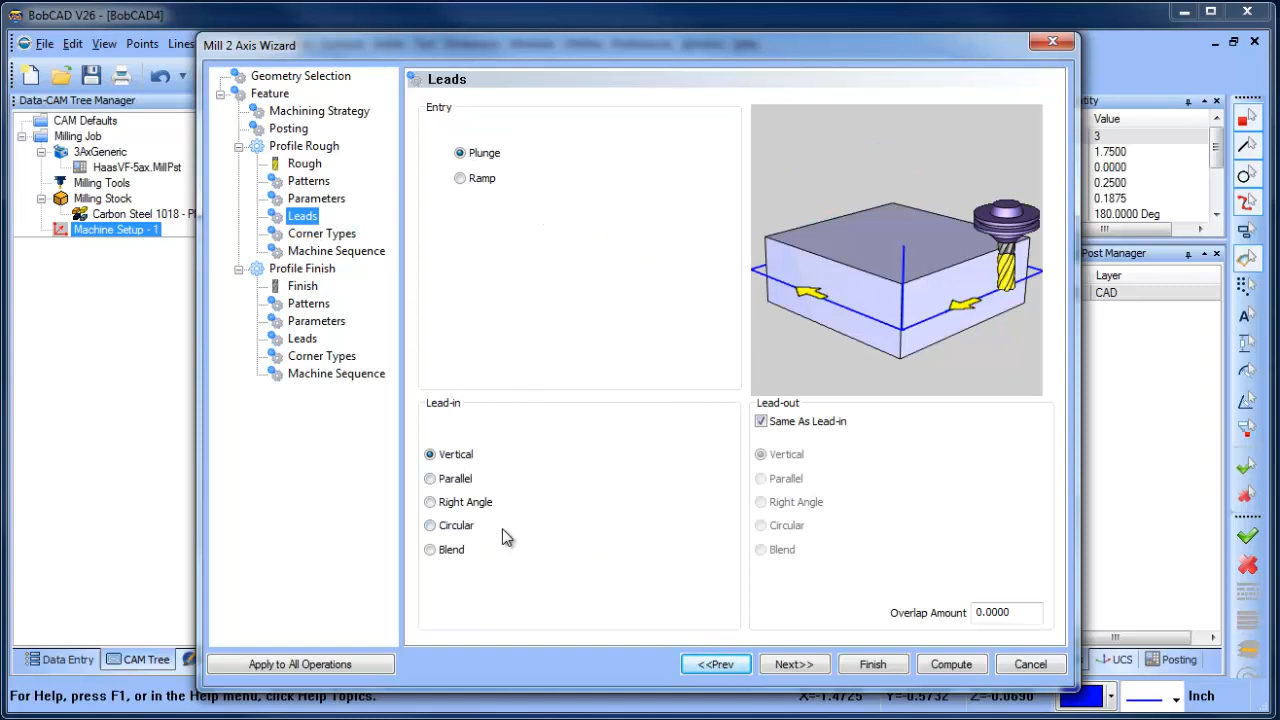 BobCAD V26 - [BobCAD4]
File Edit View Points Lines
Data-CAM Tree Manager
CAM Defaults
Milling Job
3AxGeneric
HaasVF-5ax.MillPst
Milling Tools
Milling Stock
Carbon Steel 1018 - Pl
Machine Setup - 1
Data Entry
CAM Tree
Mill 2 Axis Wizard
Geometry Selection
Feature
Machining Strategy
Posting
Profile Rough
Rough
Patterns
Parameters
Leads
Corner Types
Machine Sequence
Profile Finish
Finish
Patterns
Parameters
Leads
Corner Types
Machine Sequence
Apply to All Operations
Leads
Entry
Plunge
Ramp
Lead-in
Vertical
Parallel
Right Angle
Circular
Blend
Lead-out
Same As Lead-in
Vertical
Parallel
Right Angle
Circular
Blend
Overlap Amount 0.0000
<<Prev
Next>>
Finish
Compute
Cancel
tity
Value
3
1.7500
0.0000
0.2500
0.1875
180.0000 Deg
Post Manager
Layer
CAD
UCS
Posting
For Help, press F1, or in the Help menu, click Help Topics.
X=-1.4725 Y=-0.5732 Z=-0.0690
Inch